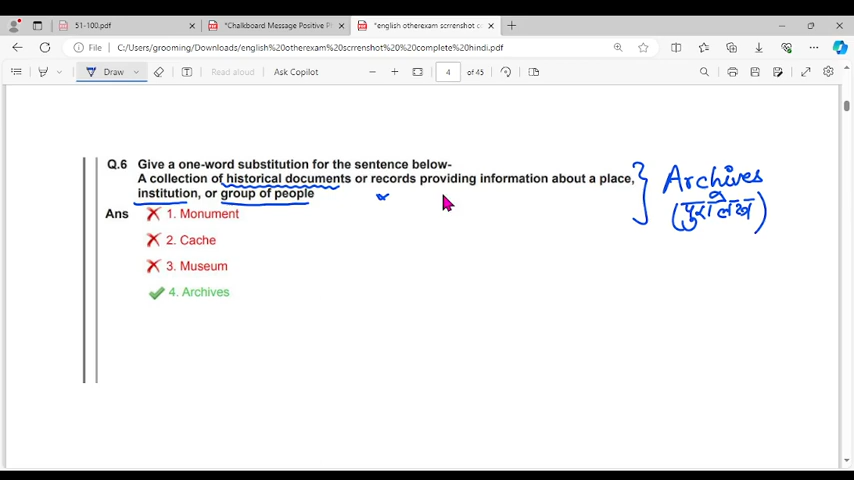 51-100.pdf
*Chalkboard Message Positive P
*english otherexam scrrenshot c
File
C:/Users/grooming/Downloads/english%20otherexam%20scrrenshot%20%20complete%20hindi.pdf
Draw
Read aloud
Ask Copilot
4
of 45
Q.6 Give a one-word substitution for the sentence below-
A collection of historical documents or records providing information about a place,
institution, or group of people
Archives
(पुरालेख)
Ans
1. Monument
2. Cache
3. Museum
4. Archives